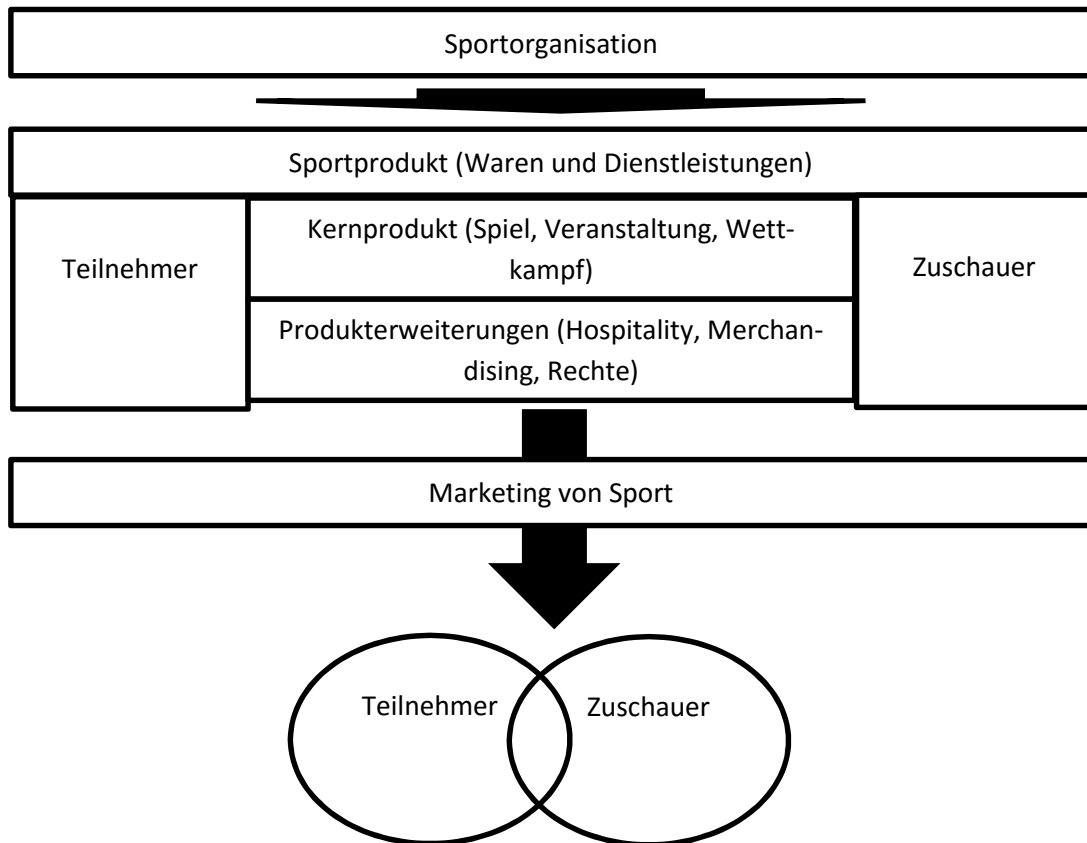 Sportorganisation
Sportprodukt (Waren und Dienstleistungen)
Teilnehmer
Kernprodukt (Spiel, Veranstaltung, Wett-
kampf)
Zuschauer
Produkterweiterungen (Hospitality, Merchan-
dising, Rechte)
Marketing von Sport
Teilnehmer
Zuschauer